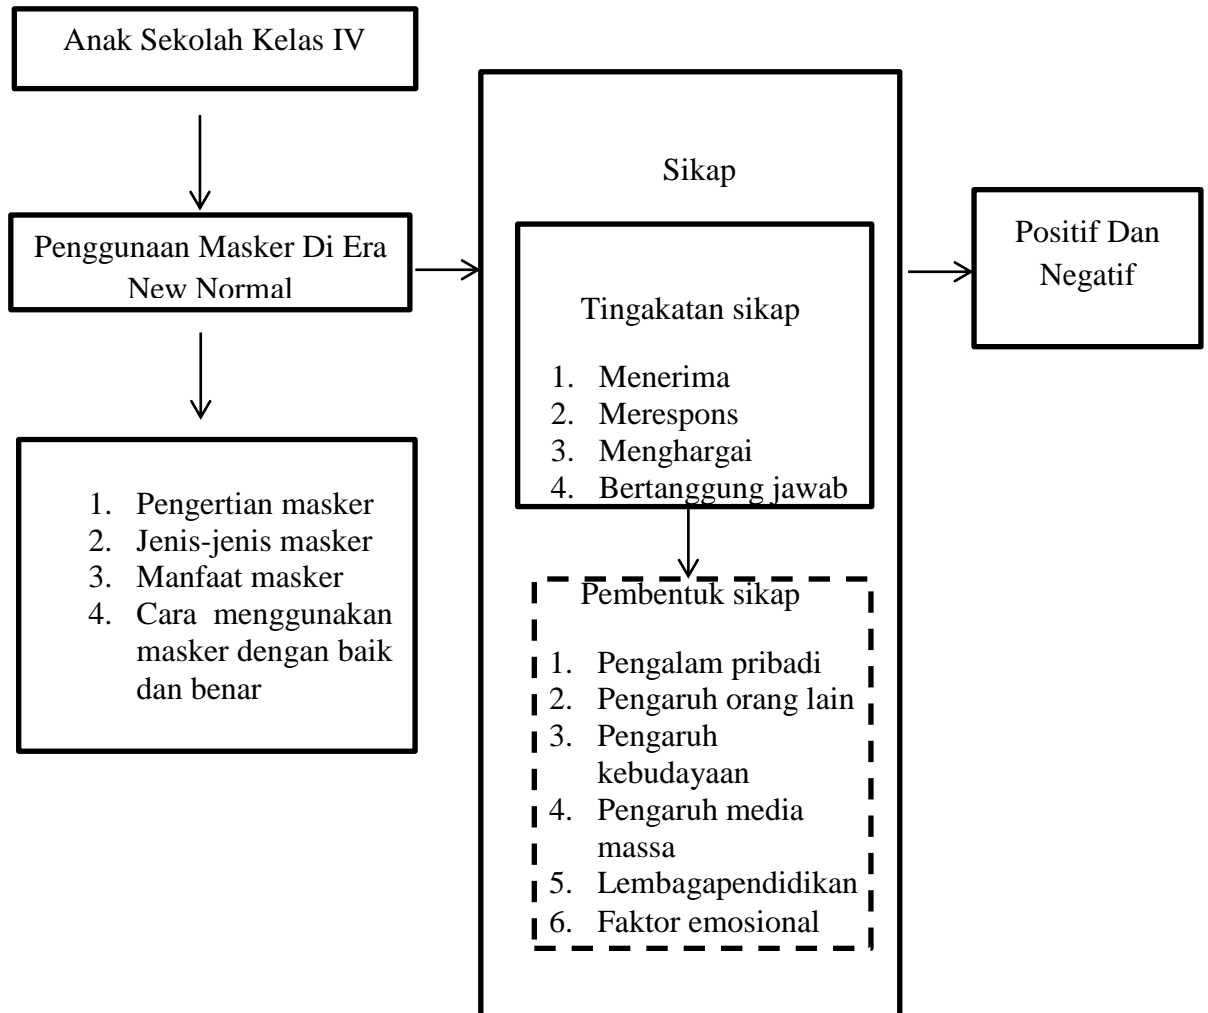 Anak Sekolah Kelas IV
Penggunaan Masker Di Era
New Normal
1. Pengertian masker
2. Jenis-jenis masker
3. Manfaat masker
4. Cara menggunakan
masker dengan baik
dan benar
Sikap
Tingakatan sikap
1. Menerima
2. Merespons
3. Menghargai
4. Bertanggung jawab
Pembentuk sikap
1. Pengalam pribadi
2. Pengaruh orang lain
3. Pengaruh
kebudayaan
4. Pengaruh media
massa
5. Lembagapendidikan
6. Faktor emosional
Positif Dan
Negatif